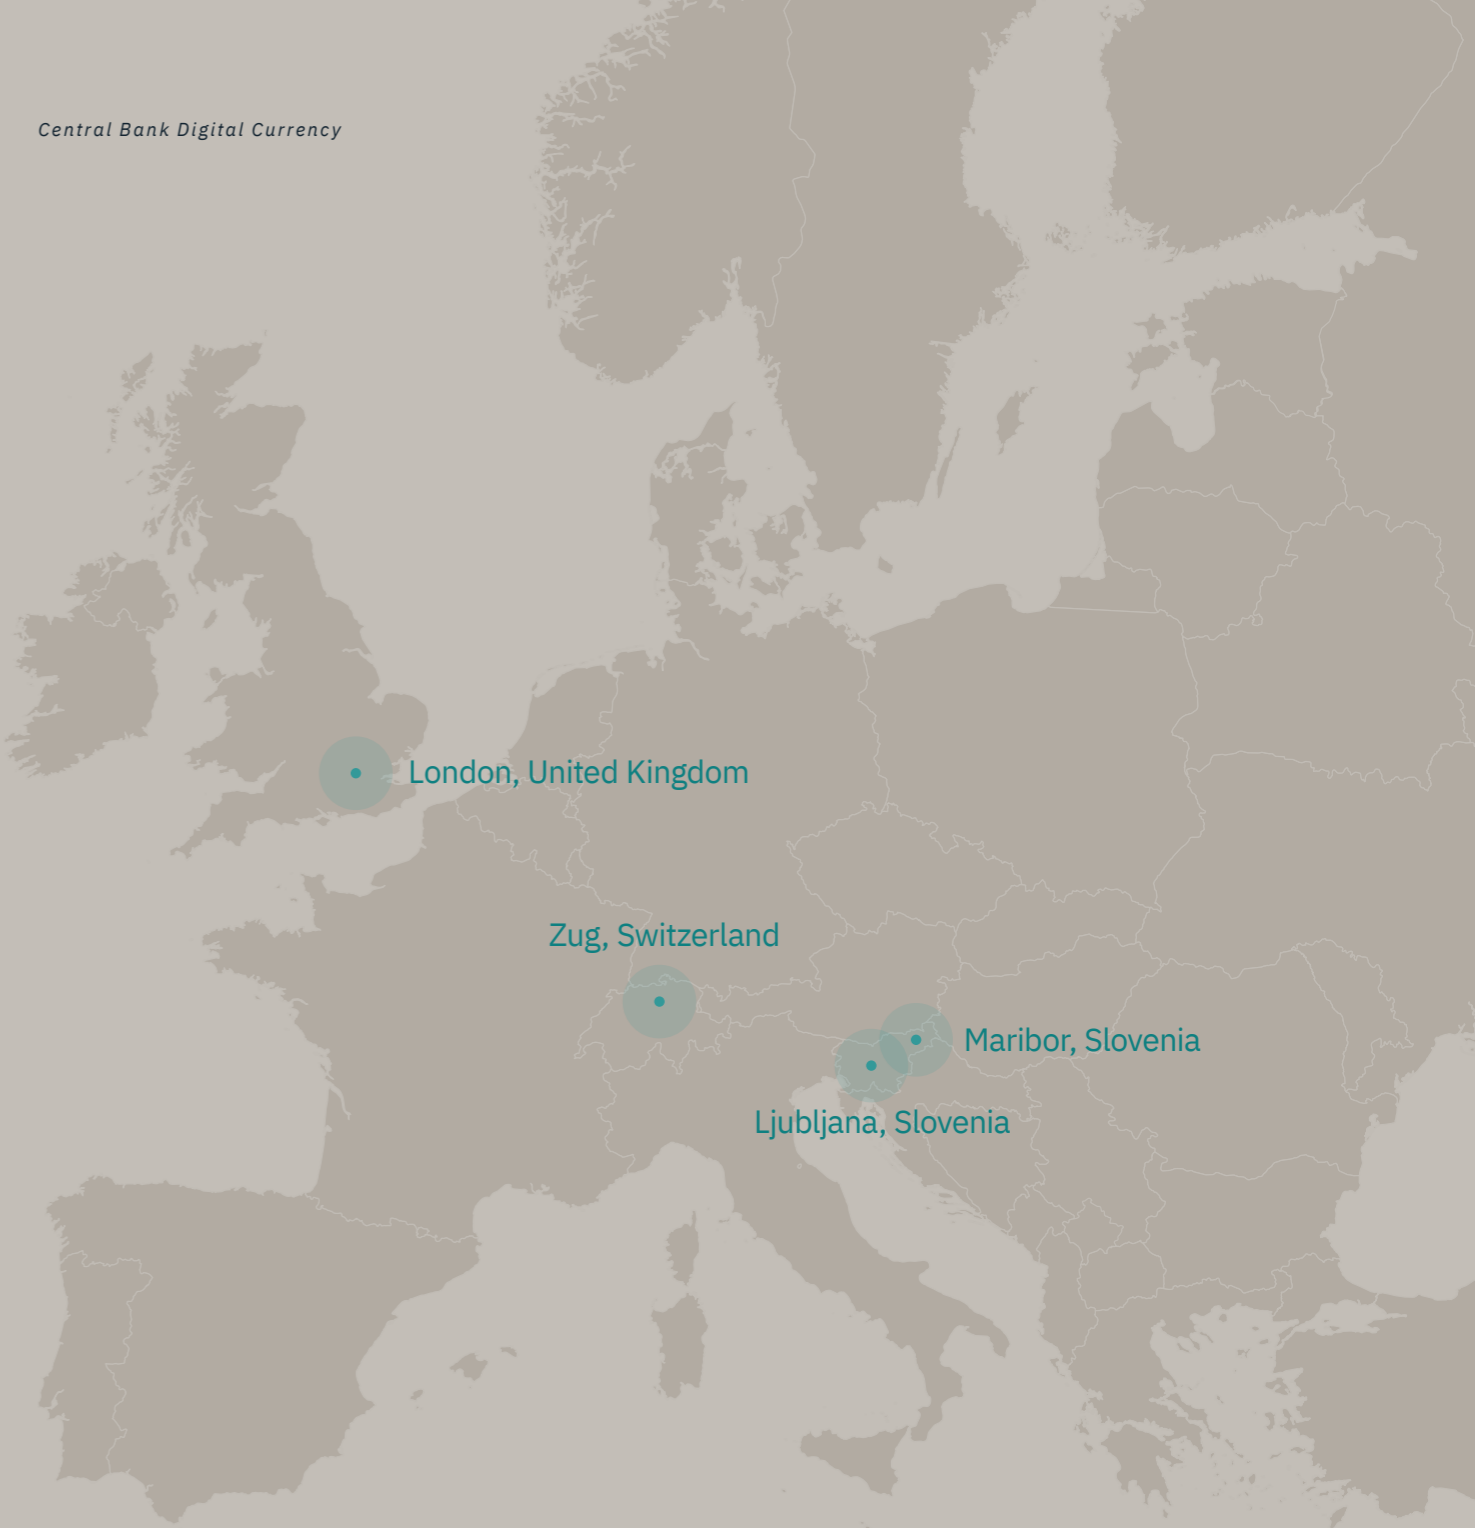 Central Bank Digital Currency
London, United Kingdom
Zug, Switzerland
Maribor, Slovenia
Ljubljana, Slovenia